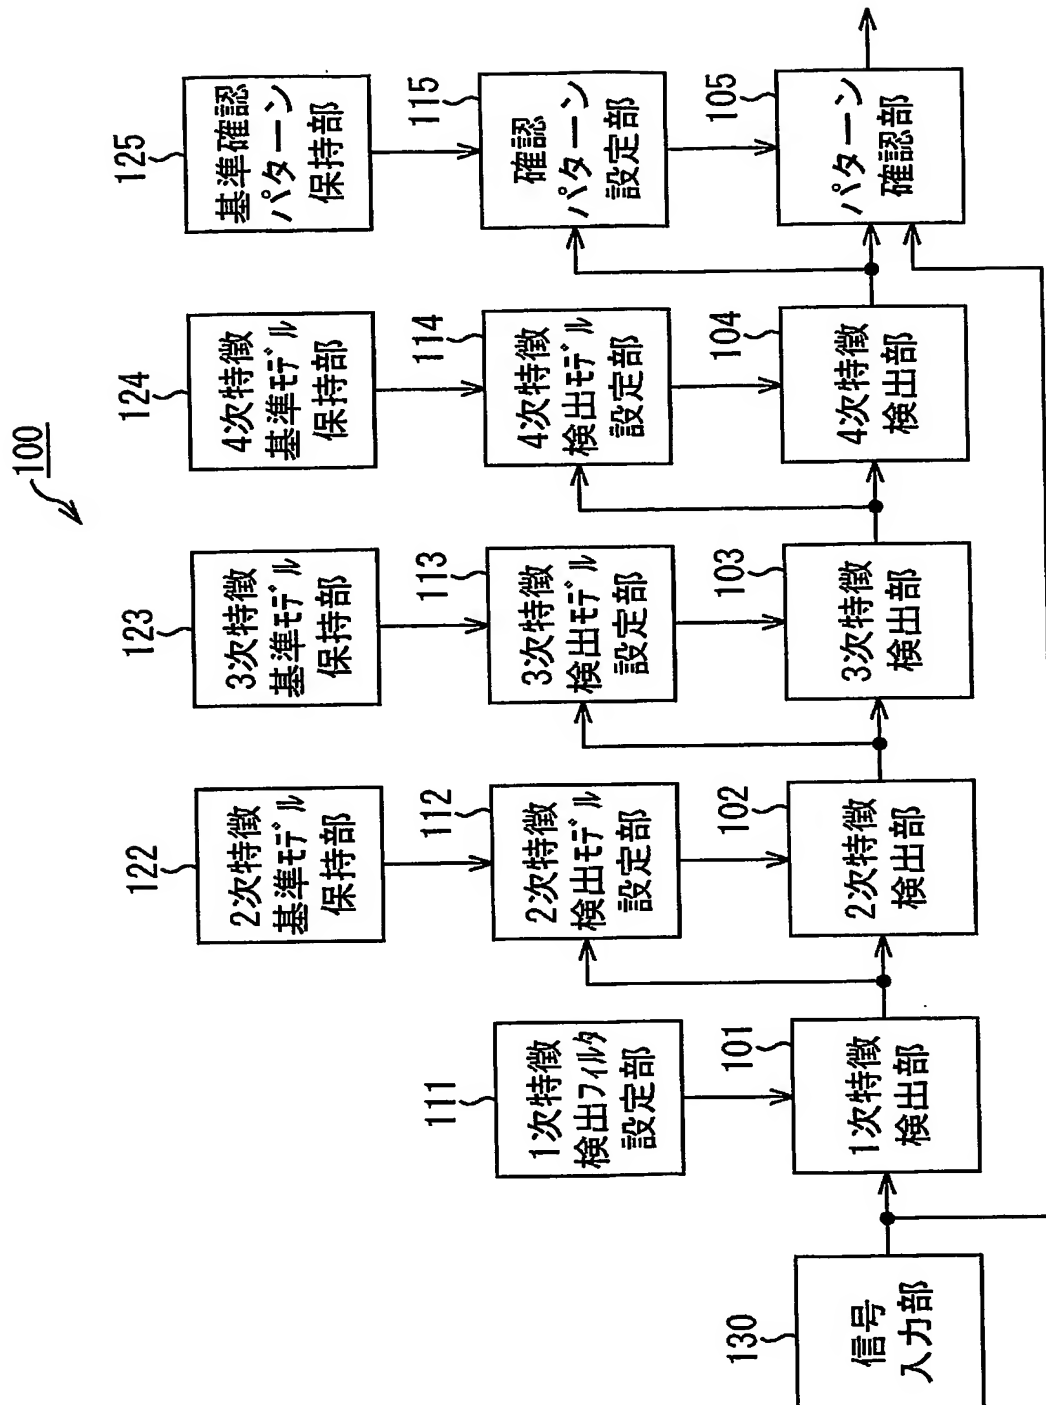 100
122
2次特徴
基準モデル
保持部
123
3次特徴
基準モデル
保持部
124
4次特徴
基準モデル
保持部
125
基準確認
パターン
保持部
111
1次特徴
検出フィルタ
設定部
112
2次特徴
検出モデル
設定部
113
3次特徴
検出モデル
設定部
114
4次特徴
検出モデル
設定部
115
確認
パターン
設定部
130
信号
入力部
101
1次特徴
検出部
102
2次特徴
検出部
103
3次特徴
検出部
104
4次特徴
検出部
105
パターン
確認部